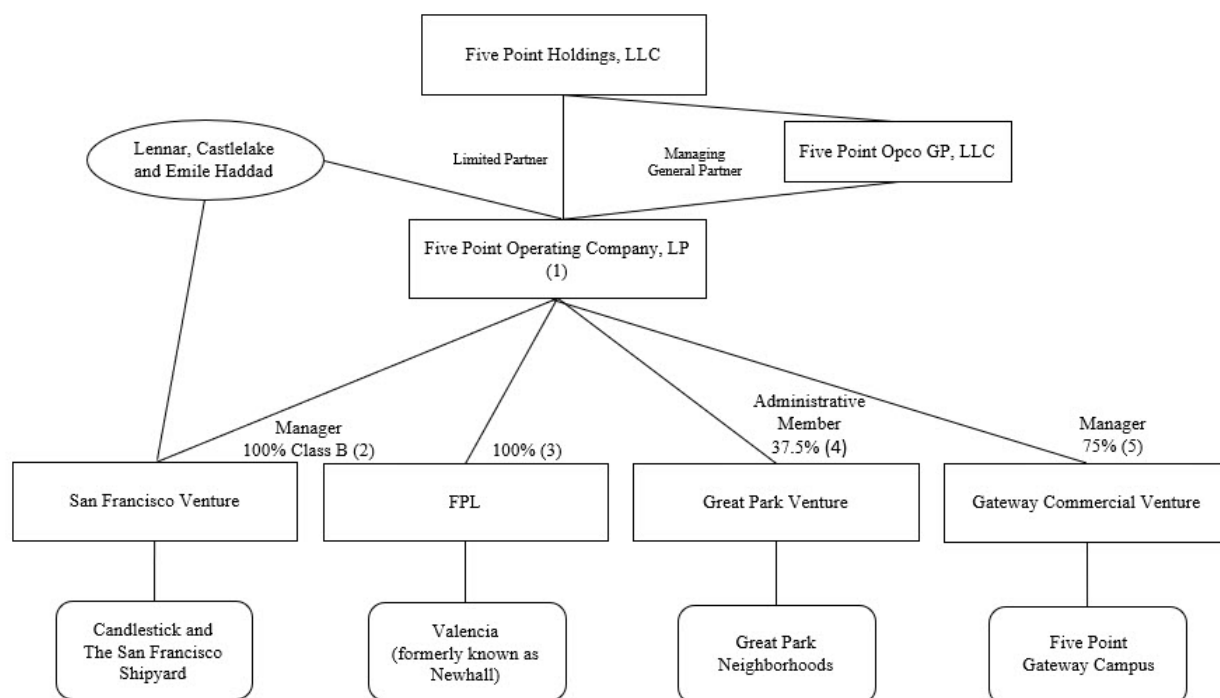 Five Point Holdings, LLC
Lennar, Castlelake
and Emile Haddad
Limited Partner
Managing
General Partner
Five Point Opco GP, LLC
Five Point Operating Company, LP
(1)
Manager
100% Class B (2)
100% (3)
Administrative
Member
37.5% (4)
Manager
75% (5)
San Francisco Venture
FPL
Great Park Venture
Gateway Commercial Venture
Candlestick and
The San Francisco
Shipyard
Valencia
(formerly known as
Newhall)
Great Park
Neighborhoods
Five Point
Gateway Campus